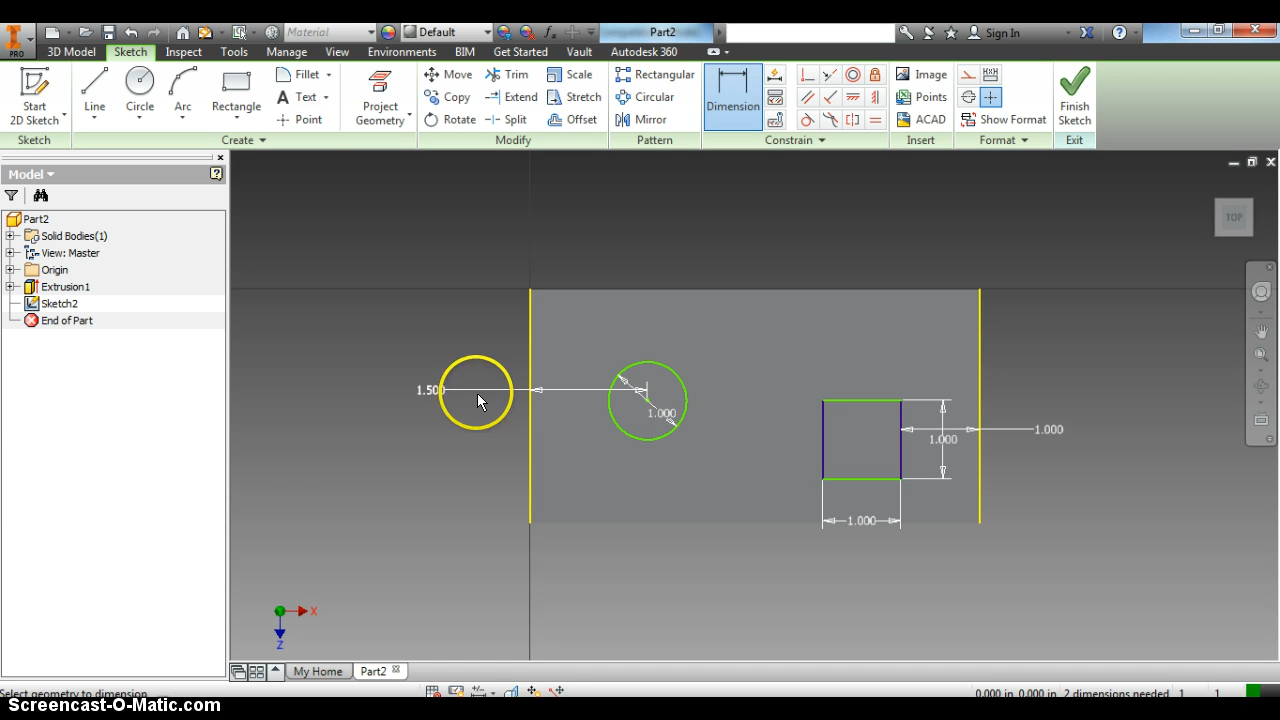 Material Default Part2 Sign In
PRO 3D Model Sketch Inspect Tools Manage View Environments BIM Get Started Vault Autodesk 360
Start 2D Sketch Line Circle Arc Rectangle Fillet Text Point Project Geometry Move Copy Rotate Trim Extend Split Scale Stretch Offset Rectangular Circular Mirror Dimension Image Points ACAD Show Format Finish Sketch
Sketch Create Modify Pattern Constrain Insert Format Exit
Model
Part2
Solid Bodies(1)
View: Master
Origin
Extrusion1
Sketch2
End of Part
TOP
1.500
1.000
1.000
1.000
1.000
X
Z
My Home Part2
Select geometry to dimension 0.000 in, 0.000 in 2 dimensions needed 1 1
Screencast-O-Matic.com